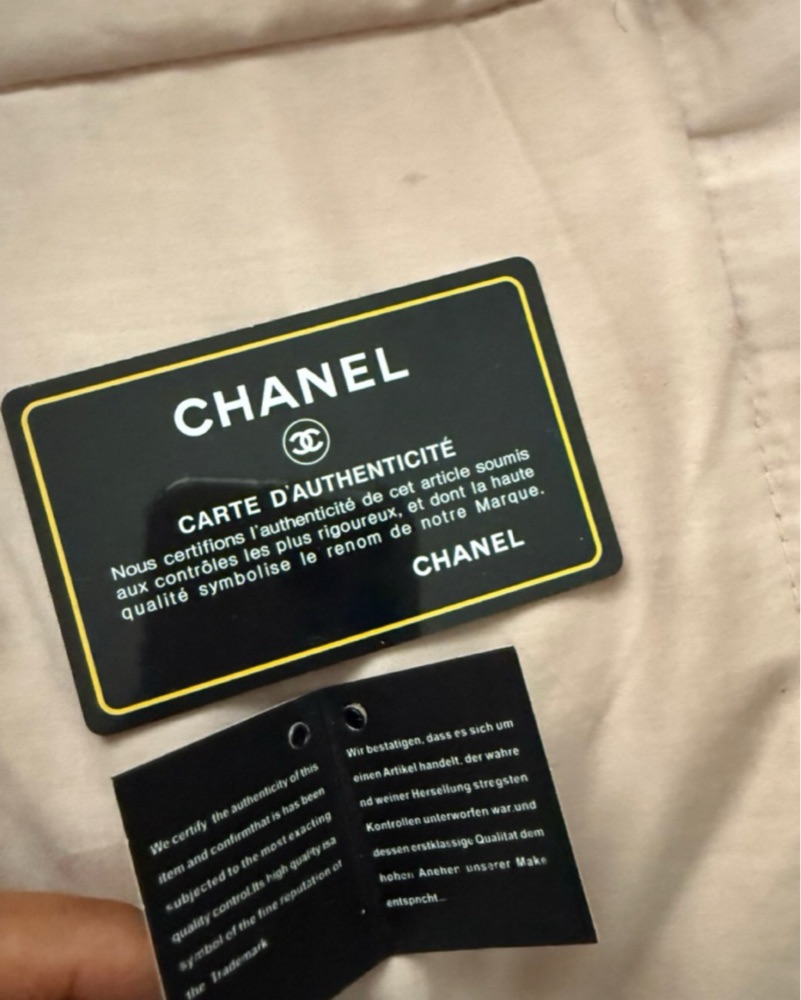 CHANEL
CARTE D'AUTHENTICITÉ
Nous certifions l'authenticité de cet article soumis
aux contrôles les plus rigoureux, et dont la haute
qualité symbolise le renom de notre Marque.
CHANEL
We certify the authenticity of this
item and confirmthat is has been
subjected to the most exacting
quality control.Its high quality isa
symbol of the fine reputation of
the Trademark
Wir bestatigen, dass es sich um
einen Artikel handelt. der wahre
nd weiner Hersellung stregsten
Kontrollen unterworfen war.und
dessen erstklassige Qualitat dem
hohen Aneher unserer Make
entspricht